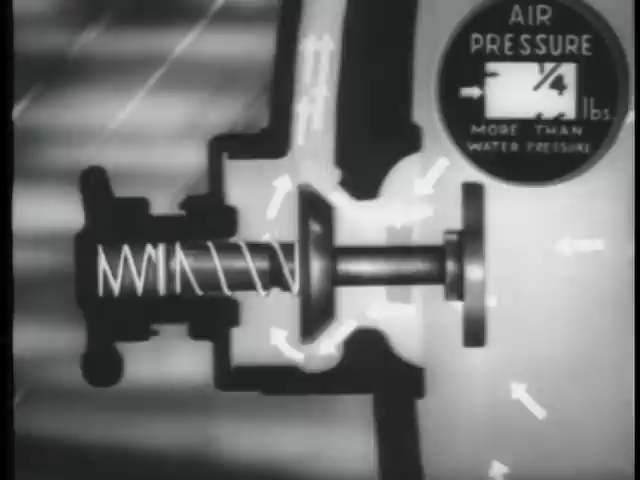 AIR
PRESSURE
1/4 lbs.
MORE THAN
WATER PRESSURE